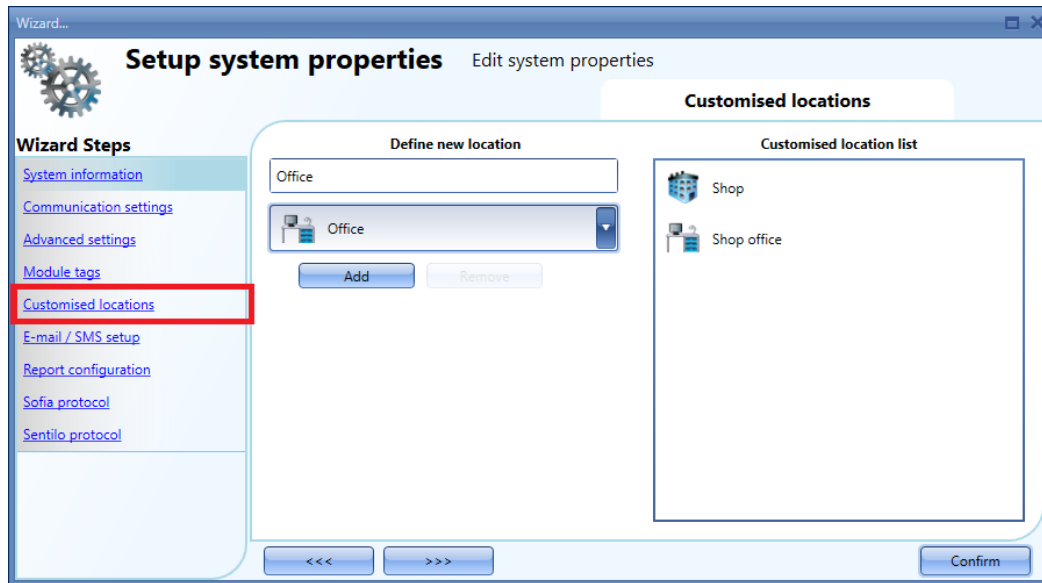 Wizard...
Setup system properties Edit system properties
Customised locations
Wizard Steps
System information
Communication settings
Advanced settings
Module tags
Customised locations
E-mail / SMS setup
Report configuration
Sofia protocol
Sentilo protocol
Define new location
Office
Office
Add Remove
Customised location list
Shop
Shop office
<<< >>> Confirm